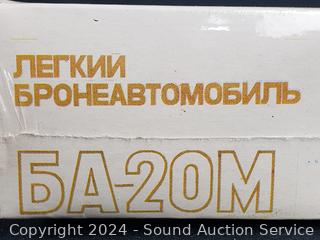 ЛЕГКИЙ
БРОНЕАВТОМОБИЛЬ
БА-20М
Copyright 2024 - Sound Auction Service